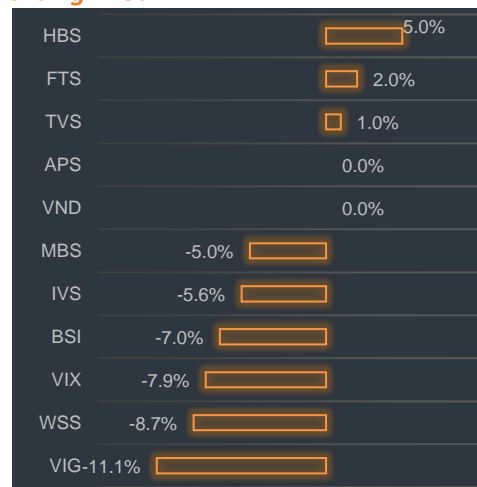 HBS 5.0%
FTS 2.0%
TVS 1.0%
APS 0.0%
VND 0.0%
MBS -5.0%
IVS -5.6%
BSI -7.0%
VIX -7.9%
WSS -8.7%
VIG -11.1%